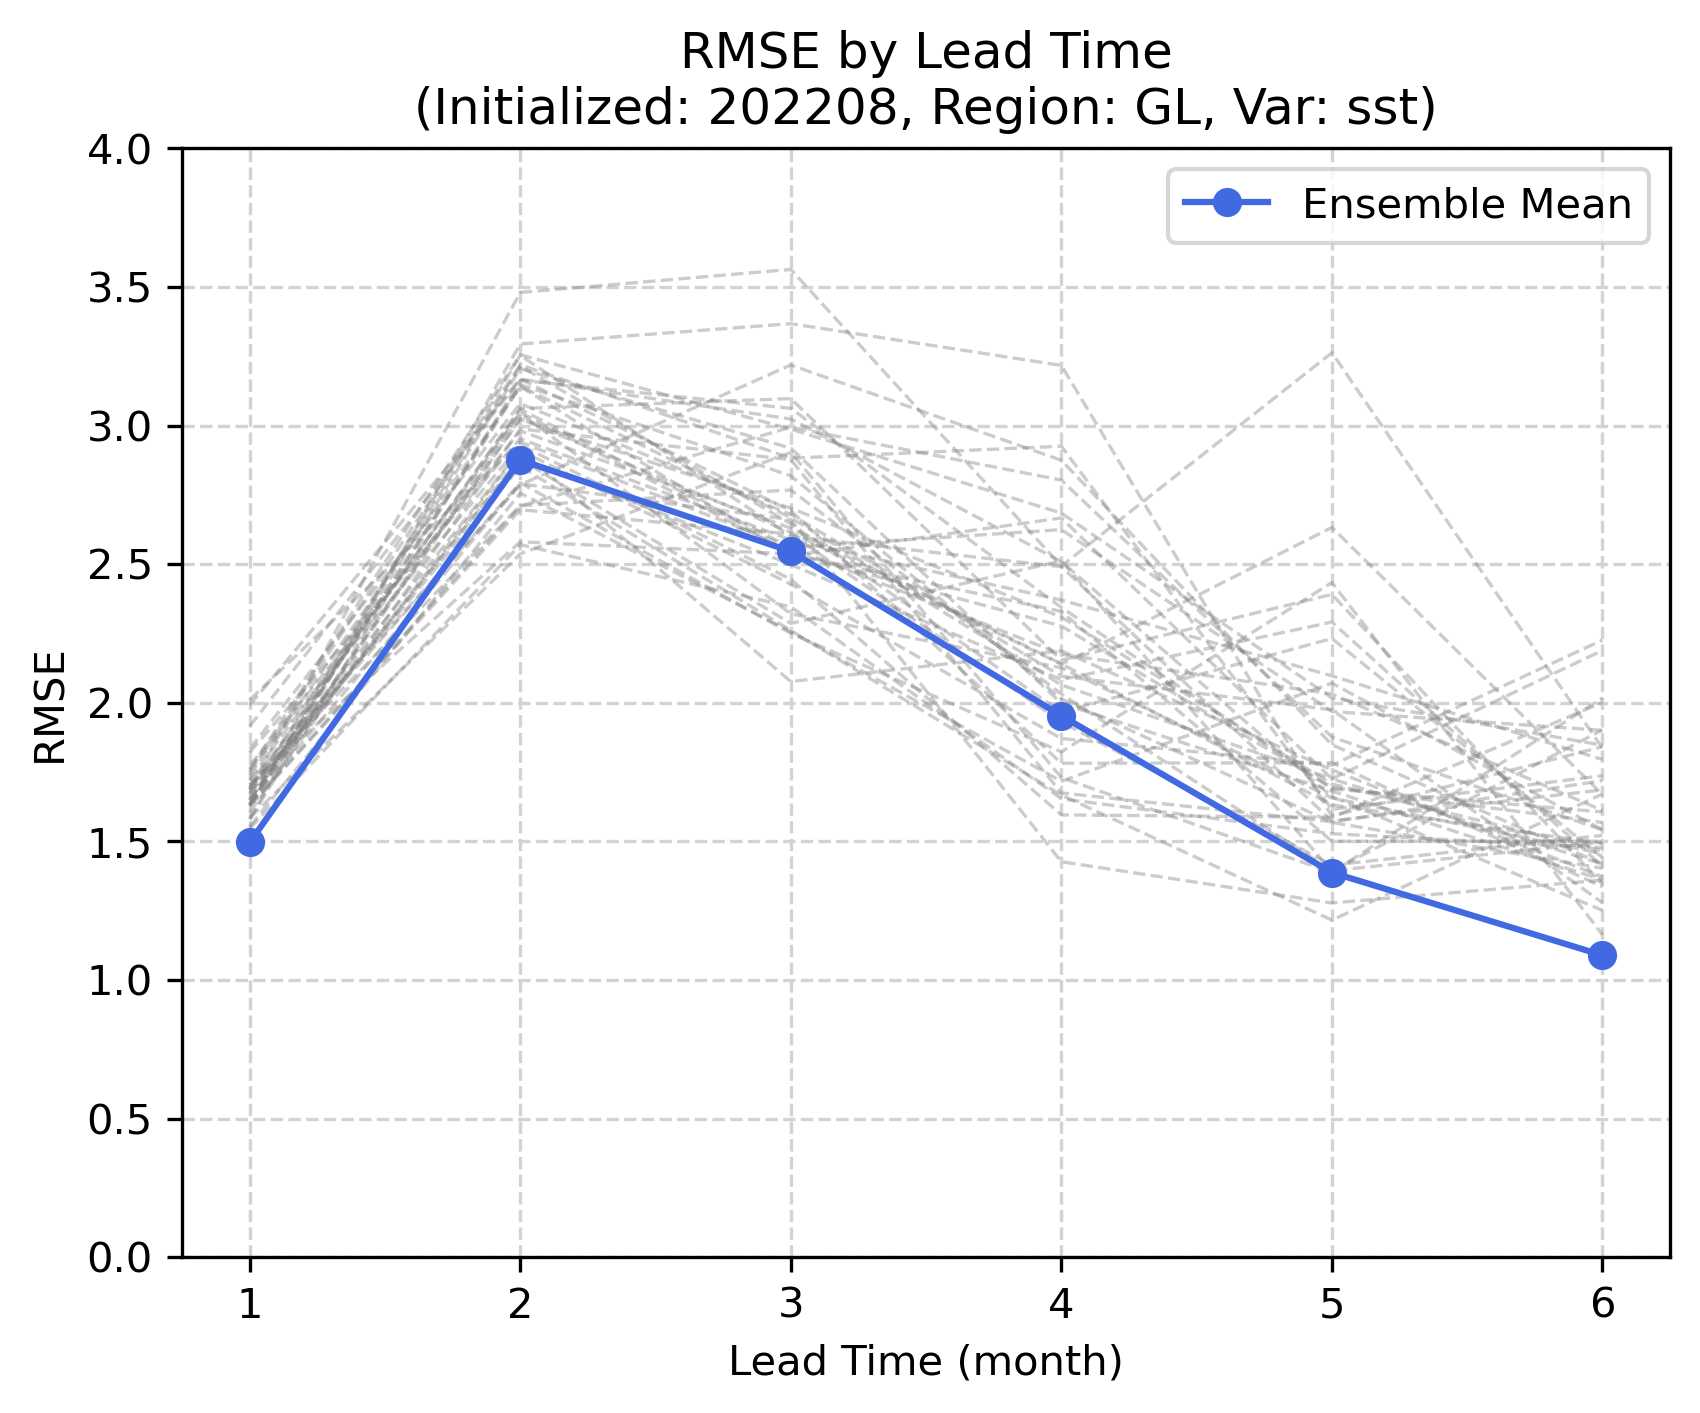 RMSE by Lead Time
(Initialized: 202208, Region: GL, Var: sst)
Ensemble Mean
4.0
3.5
3.0
2.5
2.0
1.5
1.0
0.5
0.0
RMSE
1 2 3 4 5 6
Lead Time (month)